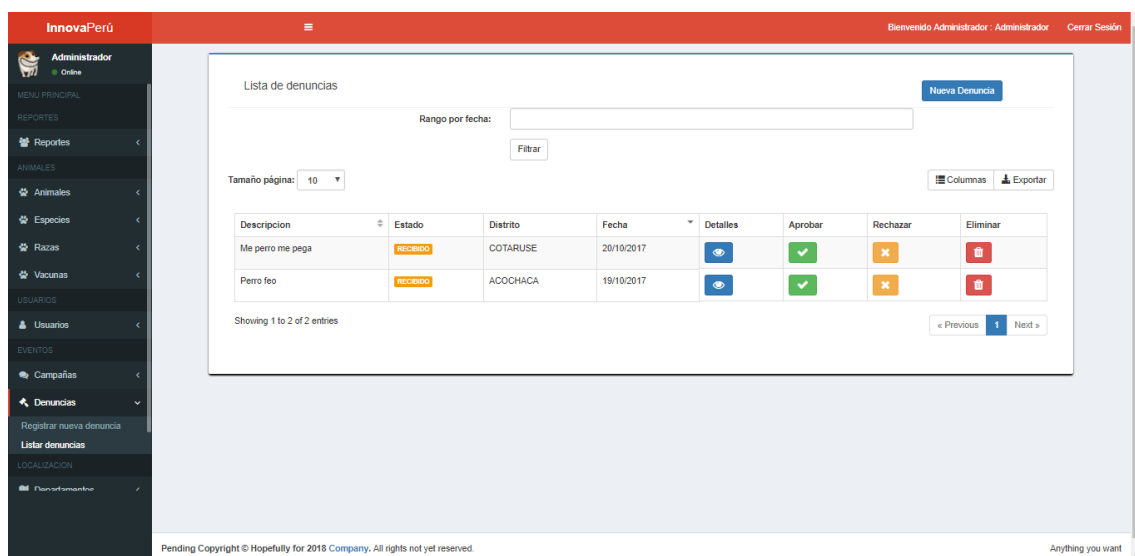 InnovaPerú
Bienvenido Administrador : Administrador Cerrar Sesión
Administrador
Online
MENU PRINCIPAL
REPORTES
Reportes
ANIMALES
Animales
Especies
Razas
Vacunas
USUARIOS
Usuarios
EVENTOS
Campañas
Denuncias
Registrar nueva denuncia
Listar denuncias
LOCALIZACION
Departamentos
Lista de denuncias
Nueva Denuncia
Rango por fecha:
Filtrar
Tamaño página: 10
Columnas Exportar
Descripcion Estado Distrito Fecha Detalles Aprobar Rechazar Eliminar
Me perro me pega RECIBIDO COTARUSE 20/10/2017
Perro feo RECIBIDO ACOCHACA 19/10/2017
Showing 1 to 2 of 2 entries
« Previous 1 Next »
Pending Copyright © Hopefully for 2018 Company. All rights not yet reserved.
Anything you want